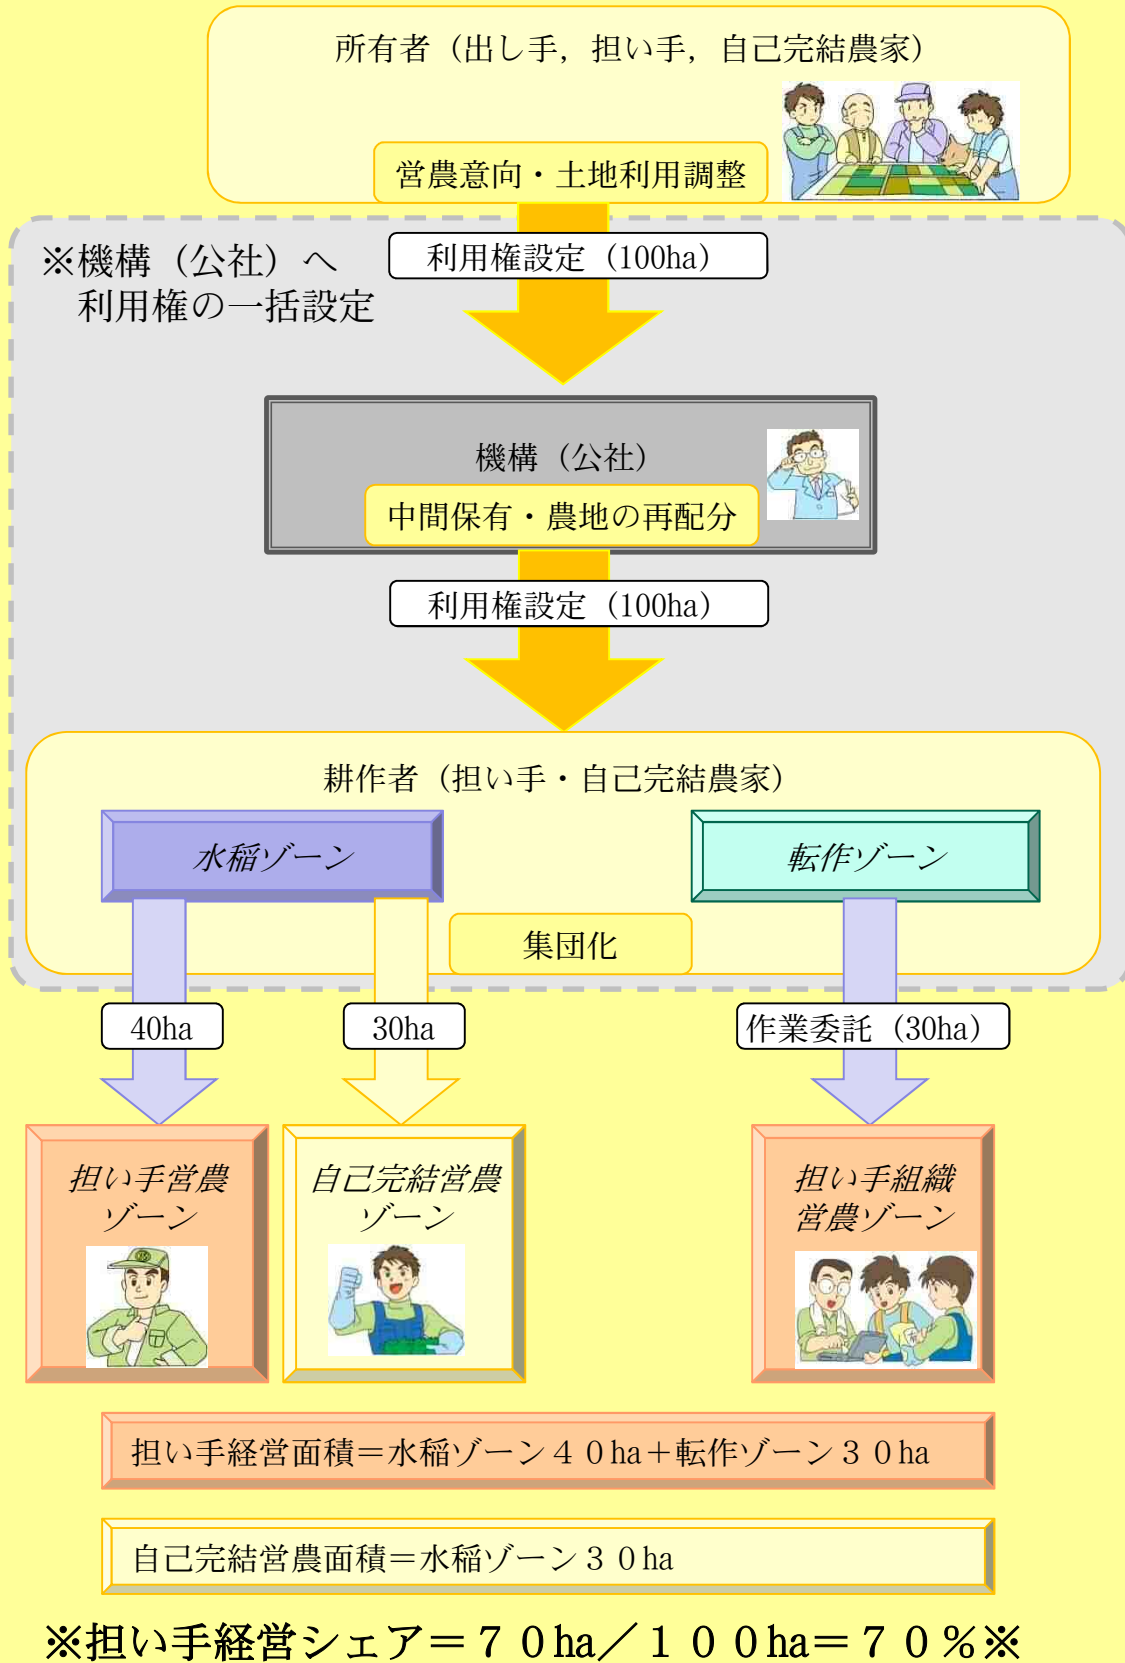 所有者（出し手，担い手，自己完結農家）
営農意向・土地利用調整
※機構（公社）へ
利用権の一括設定
利用権設定（100ha）
機構（公社）
中間保有・農地の再配分
利用権設定（100ha）
耕作者（担い手・自己完結農家）
水稲ゾーン
転作ゾーン
集団化
40ha
30ha
作業委託（30ha）
担い手営農
ゾーン
自己完結営農
ゾーン
担い手組織
営農ゾーン
担い手経営面積＝水稲ゾーン４０ha＋転作ゾーン３０ha
自己完結営農面積＝水稲ゾーン３０ha
※担い手経営シェア＝７０ha／１００ha＝７０％※